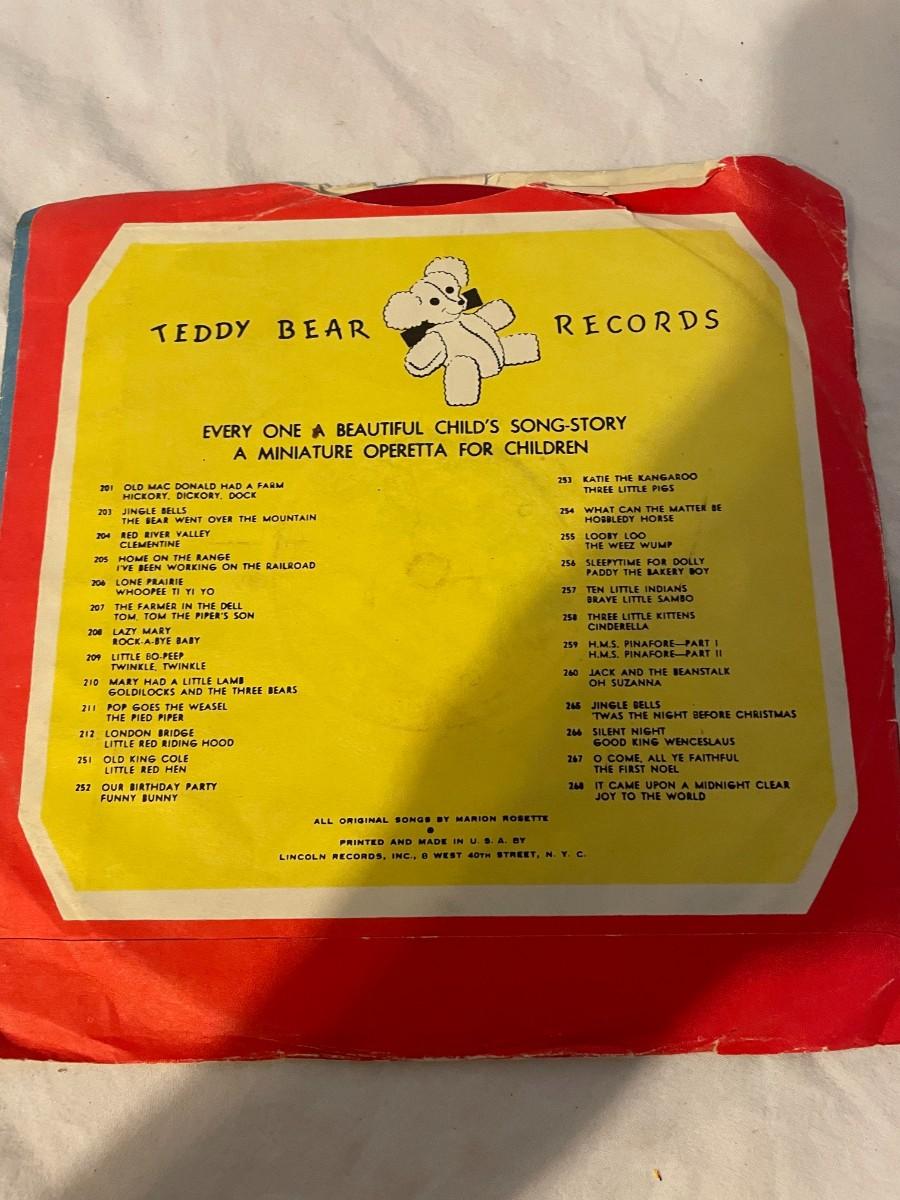 TEDDY BEAR RECORDS
EVERY ONE A BEAUTIFUL CHILD'S SONG-STORY
A MINIATURE OPERETTA FOR CHILDREN
201 OLD MAC DONALD HAD A FARM
HICKORY, DICKORY, DOCK
203 JINGLE BELLS
THE BEAR WENT OVER THE MOUNTAIN
204 RED RIVER VALLEY
CLEMENTINE
205 HOME ON THE RANGE
I'VE BEEN WORKING ON THE RAILROAD
206 LONE PRAIRIE
WHOOPEE TI YI YO
207 THE FARMER IN THE DELL
TOM, TOM THE PIPER'S SON
208 LAZY MARY
ROCK-A-BYE BABY
209 LITTLE BO-PEEP
TWINKLE, TWINKLE
210 MARY HAD A LITTLE LAMB
GOLDILOCKS AND THE THREE BEARS
211 POP GOES THE WEASEL
THE PIED PIPER
212 LONDON BRIDGE
LITTLE RED RIDING HOOD
251 OLD KING COLE
LITTLE RED HEN
252 OUR BIRTHDAY PARTY
FUNNY BUNNY
253 KATIE THE KANGAROO
THREE LITTLE PIGS
254 WHAT CAN THE MATTER BE
HOBBLEDY HORSE
255 LOOBY LOO
THE WEEZ WUMP
256 SLEEPYTIME FOR DOLLY
PADDY THE BAKERY BOY
257 TEN LITTLE INDIANS
BRAVE LITTLE SAMBO
258 THREE LITTLE KITTENS
CINDERELLA
259 H.M.S. PINAFORE—PART I
H.M.S. PINAFORE—PART II
260 JACK AND THE BEANSTALK
OH SUZANNA
265 JINGLE BELLS
'TWAS THE NIGHT BEFORE CHRISTMAS
266 SILENT NIGHT
GOOD KING WENCESLAUS
267 O COME, ALL YE FAITHFUL
THE FIRST NOEL
268 IT CAME UPON A MIDNIGHT CLEAR
JOY TO THE WORLD
ALL ORIGINAL SONGS BY MARION ROSETTE
PRINTED AND MADE IN U. S. A. BY
LINCOLN RECORDS, INC., 8 WEST 40TH STREET, N. Y. C.